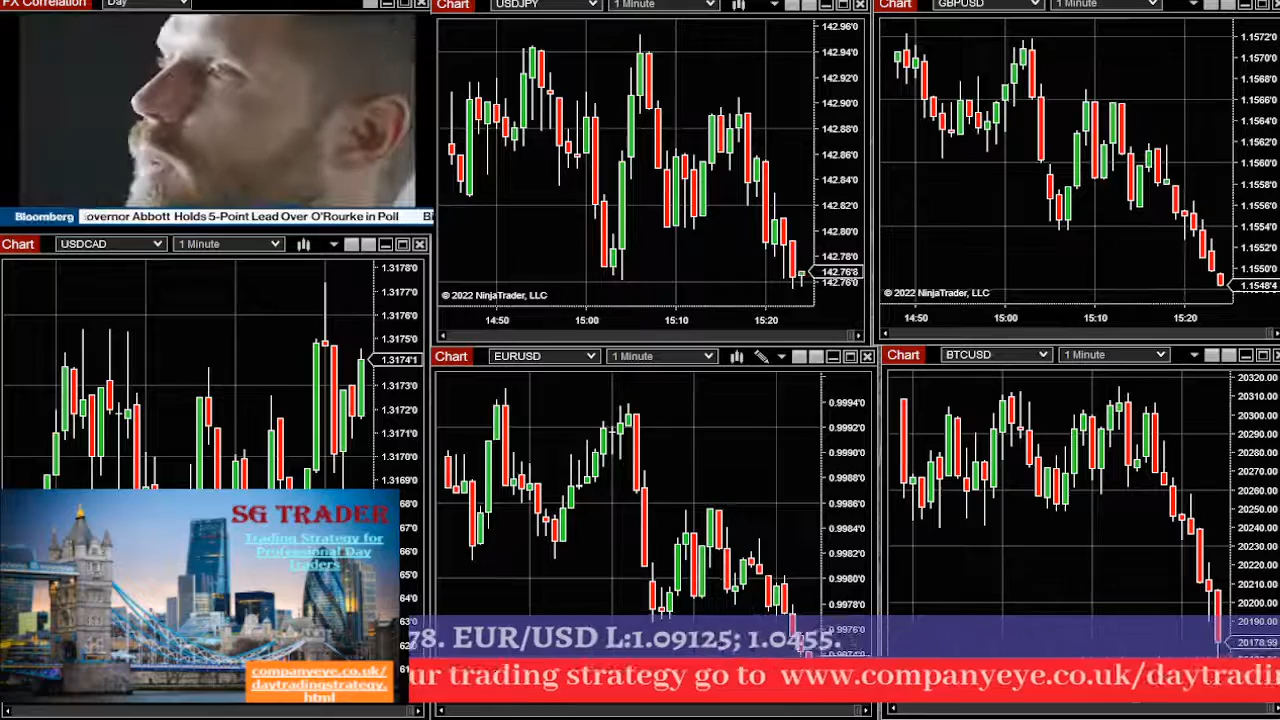 FX Correlation
Day
Bloomberg
overnor Abbott Holds 5-Point Lead Over O'Rourke in Poll
Bl
Chart
USDJPY
1 Minute
142.96'0
142.94'0
142.92'0
142.90'0
142.88'0
142.86'0
142.84'0
142.82'0
142.80'0
142.78'0
142.76'8
142.76'0
© 2022 NinjaTrader, LLC
14:50
15:00
15:10
15:20
Chart
GBPUSD
1 Minute
1.1572'0
1.1570'0
1.1566'0
1.1564'0
1.1562'0
1.1560'0
1.1558'0
1.1556'0
1.1554'0
1.1552'0
1.1550'0
1.1548'4
© 2022 NinjaTrader, LLC
14:50
15:00
15:10
15:20
Chart
USDCAD
1 Minute
1.3178'0
1.3177'0
1.3176'0
1.3175'0
1.3174'1
1.3173'0
1.3172'0
1.3171'0
1.3170'0
1.3169'0
67'0
66'0
65'0
64'0
SG TRADER
Trading Strategy for
Professional Day
Traders
companyeye.co.uk/
daytradingstrategy.
html
Chart
EURUSD
1 Minute
0.9994'0
0.9992'0
0.9990'0
0.9988'0
0.9986'0
0.9984'0
0.9982'0
0.9980'0
0.9978'0
0.9976'0
Chart
BTCUSD
1 Minute
20320.00
20310.00
20300.00
20290.00
20280.00
20270.00
20260.00
20250.00
20240.00
20230.00
20220.00
20210.00
20200.00
20190.00
20178.99
78. EUR/USD L:1.09125; 1.0455.
ur trading strategy go to www.companyeye.co.uk/daytradin